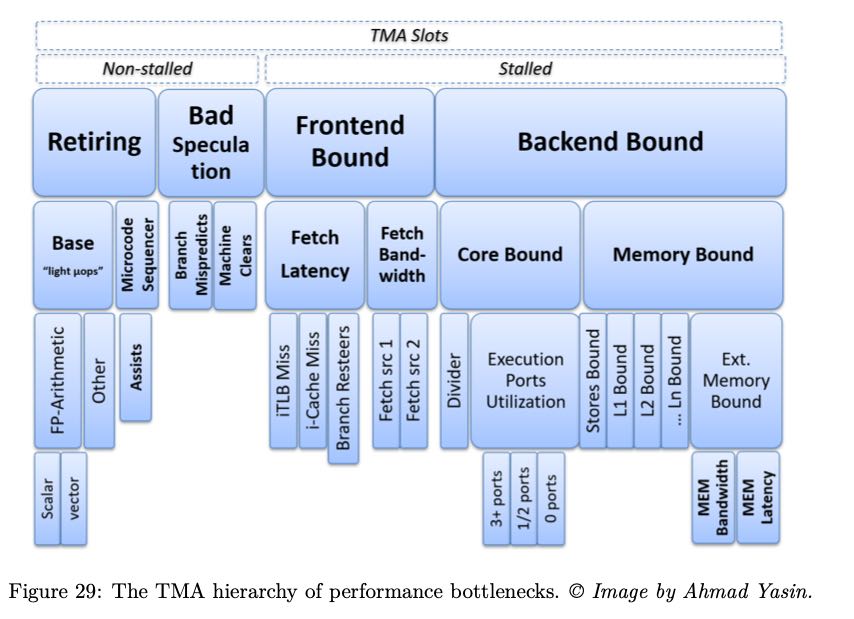 TMA Slots
Non-stalled
Stalled
Retiring
Bad
Specula
tion
Frontend
Bound
Backend Bound
Base
"light μops"
Microcode
Sequencer
Branch
Mispredicts
Machine
Clears
Fetch
Latency
Fetch
Band-
width
Core Bound
Memory Bound
FP-Arithmetic
Other
Assists
iTLB Miss
i-Cache Miss
Branch Resteers
Fetch src 1
Fetch src 2
Divider
Execution
Ports
Utilization
Stores Bound
L1 Bound
L2 Bound
... Ln Bound
Ext.
Memory
Bound
Scalar
vector
3+ ports
1/2 ports
0 ports
MEM
Bandwidth
MEM
Latency
Figure 29: The TMA hierarchy of performance bottlenecks. © Image by Ahmad Yasin.